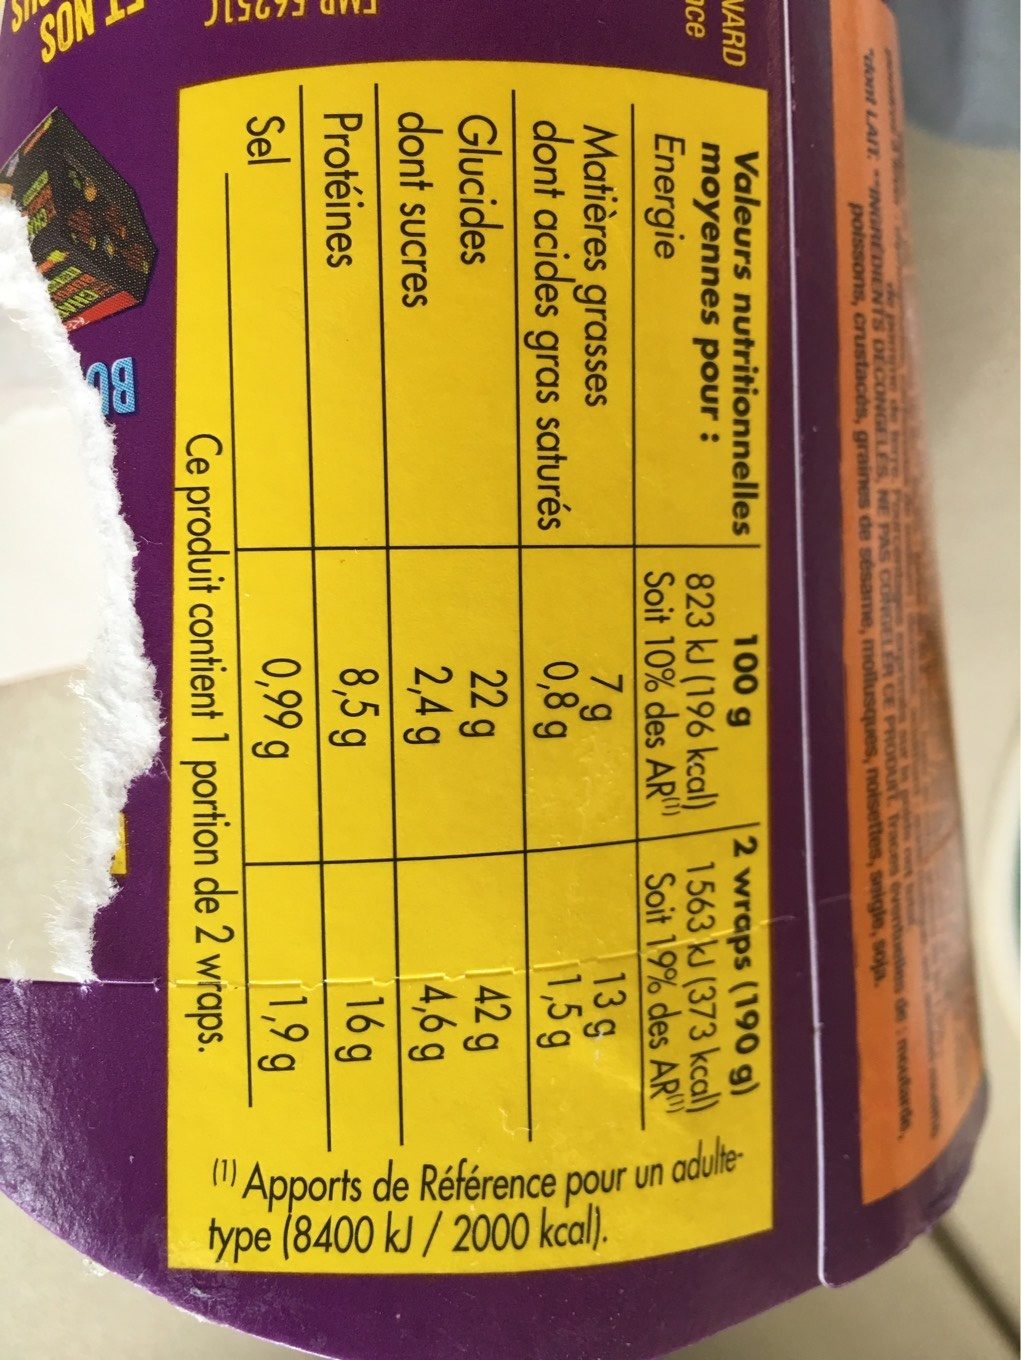 *dont LAIT. **INGRÉDIENTS DÉCONGELÉS. NE PAS CONGELER CE PRODUIT. Traces éventuelles de : moutarde,
poissons, crustacés, graines de sésame, mollusques, noisettes, seigle, soja.
Valeurs nutritionnelles moyennes pour : 100 g 2 wraps (190 g)
Energie 823 kJ (196 kcal) 1563 kJ (373 kcal)
Soit 10% des AR(1) Soit 19% des AR(1)
Matières grasses 7 g 13 g
dont acides gras saturés 0,8 g 1,5 g
Glucides 22 g 42 g
dont sucres 2,4 g 4,6 g
Protéines 8,5 g 16 g
Sel 0,99 g 1,9 g
Ce produit contient 1 portion de 2 wraps.
(1) Apports de Référence pour un adulte-
type (8400 kJ / 2000 kcal).
EMB 56251C
ET NOS